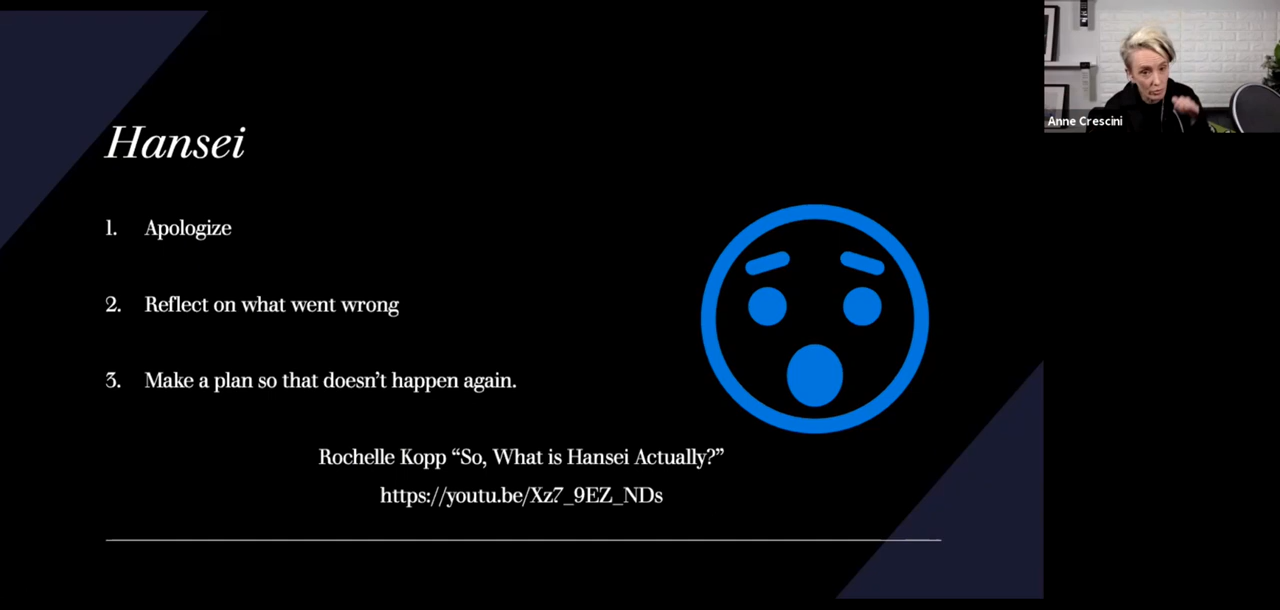 Hansei
1. Apologize
2. Reflect on what went wrong
3. Make a plan so that doesn’t happen again.
Rochelle Kopp “So, What is Hansei Actually?”
https://youtu.be/Xz7_9EZ_NDs
Anne Crescini